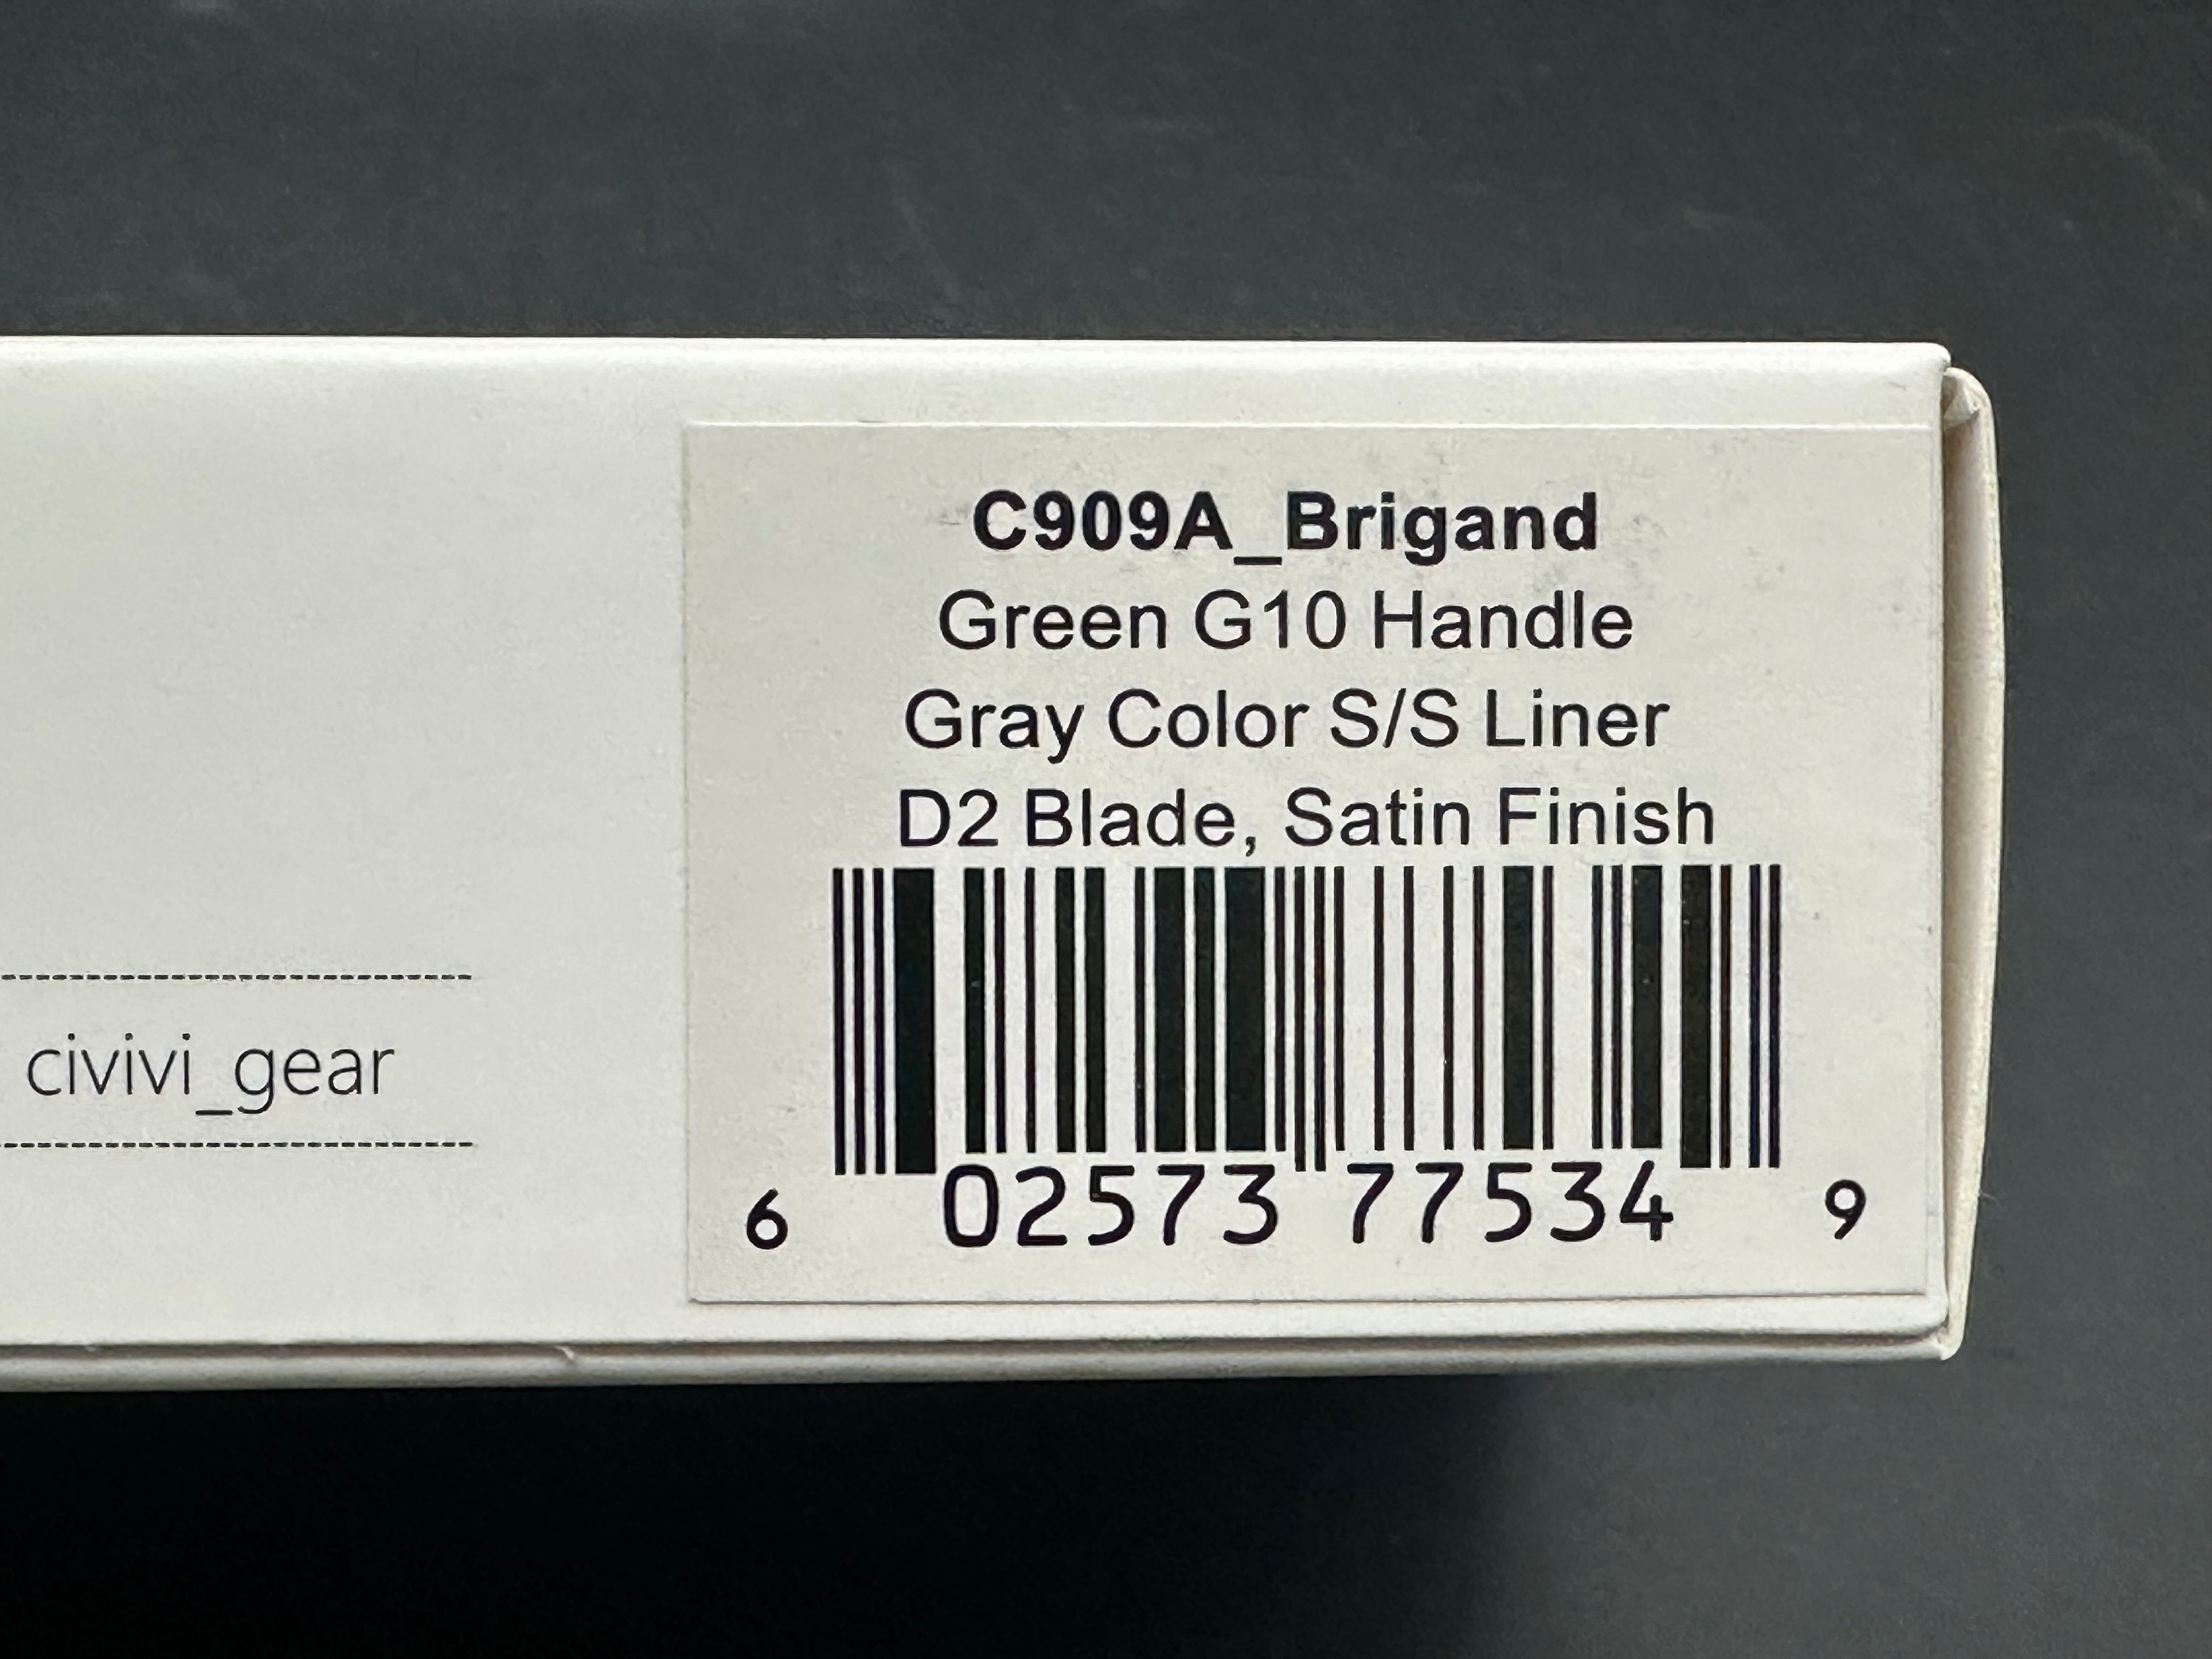 C909A_Brigand
Green G10 Handle
Gray Color S/S Liner
D2 Blade, Satin Finish
6 02573 77534 9
civivi_gear